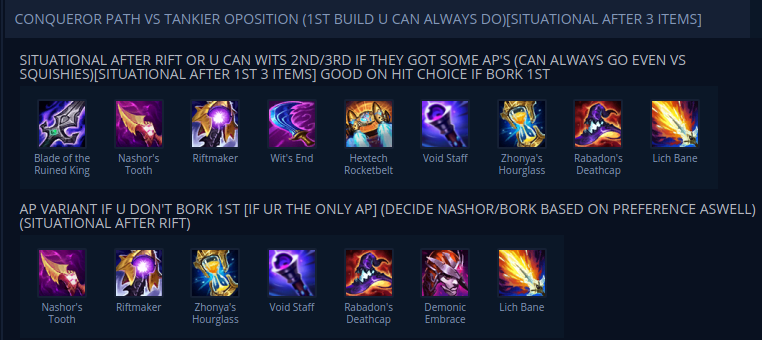 CONQUEROR PATH VS TANKIER OPOSITION (1ST BUILD U CAN ALWAYS DO)[SITUATIONAL AFTER 3 ITEMS]
SITUATIONAL AFTER RIFT OR U CAN WITS 2ND/3RD IF THEY GOT SOME AP'S (CAN ALWAYS GO EVEN VS
SQUISHIES)[SITUATIONAL AFTER 1ST 3 ITEMS] GOOD ON HIT CHOICE IF BORK 1ST
Blade of the
Ruined King
Nashor's
Tooth
Riftmaker
Wit's End
Hextech
Rocketbelt
Void Staff
Zhonya's
Hourglass
Rabadon's
Deathcap
Lich Bane
AP VARIANT IF U DON'T BORK 1ST [IF UR THE ONLY AP] (DECIDE NASHOR/BORK BASED ON PREFERENCE ASWELL)
(SITUATIONAL AFTER RIFT)
Nashor's
Tooth
Riftmaker
Zhonya's
Hourglass
Void Staff
Rabadon's
Deathcap
Demonic
Embrace
Lich Bane